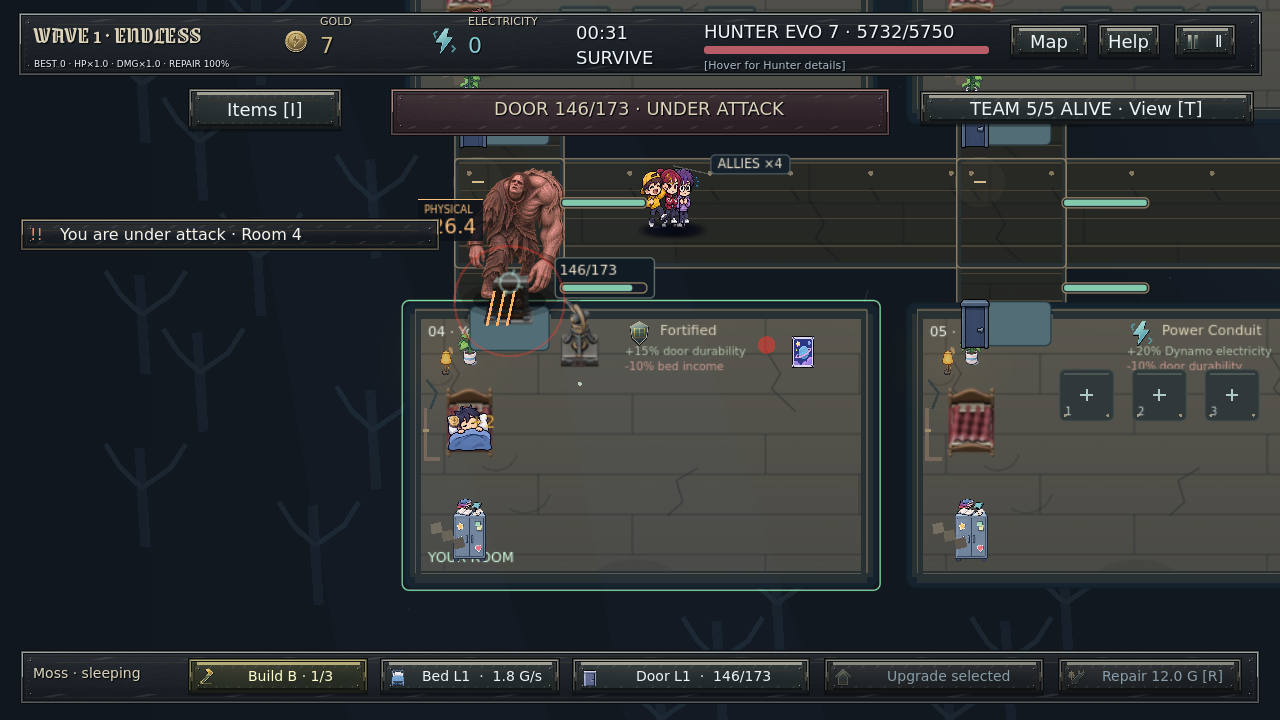 WAVE 1 · ENDLESS
BEST 0 · HP×1.0 · DMG×1.0 · REPAIR 100%
GOLD
7
ELECTRICITY
0
00:31
SURVIVE
HUNTER EVO 7 · 5732/5750
[Hover for Hunter details]
Map
Help
Items [I]
DOOR 146/173 · UNDER ATTACK
TEAM 5/5 ALIVE · View [T]
ALLIES ×4
PHYSICAL
26.4
!! You are under attack · Room 4
146/173
04 ·
Fortified
+15% door durability
-10% bed income
05 ·
Power Conduit
+20% Dynamo electricity
-10% door durability
+
1
+
2
+
3
2
YOUR ROOM
Moss · sleeping
Build B · 1/3
Bed L1 · 1.8 G/s
Door L1 · 146/173
Upgrade selected
Repair 12.0 G [R]